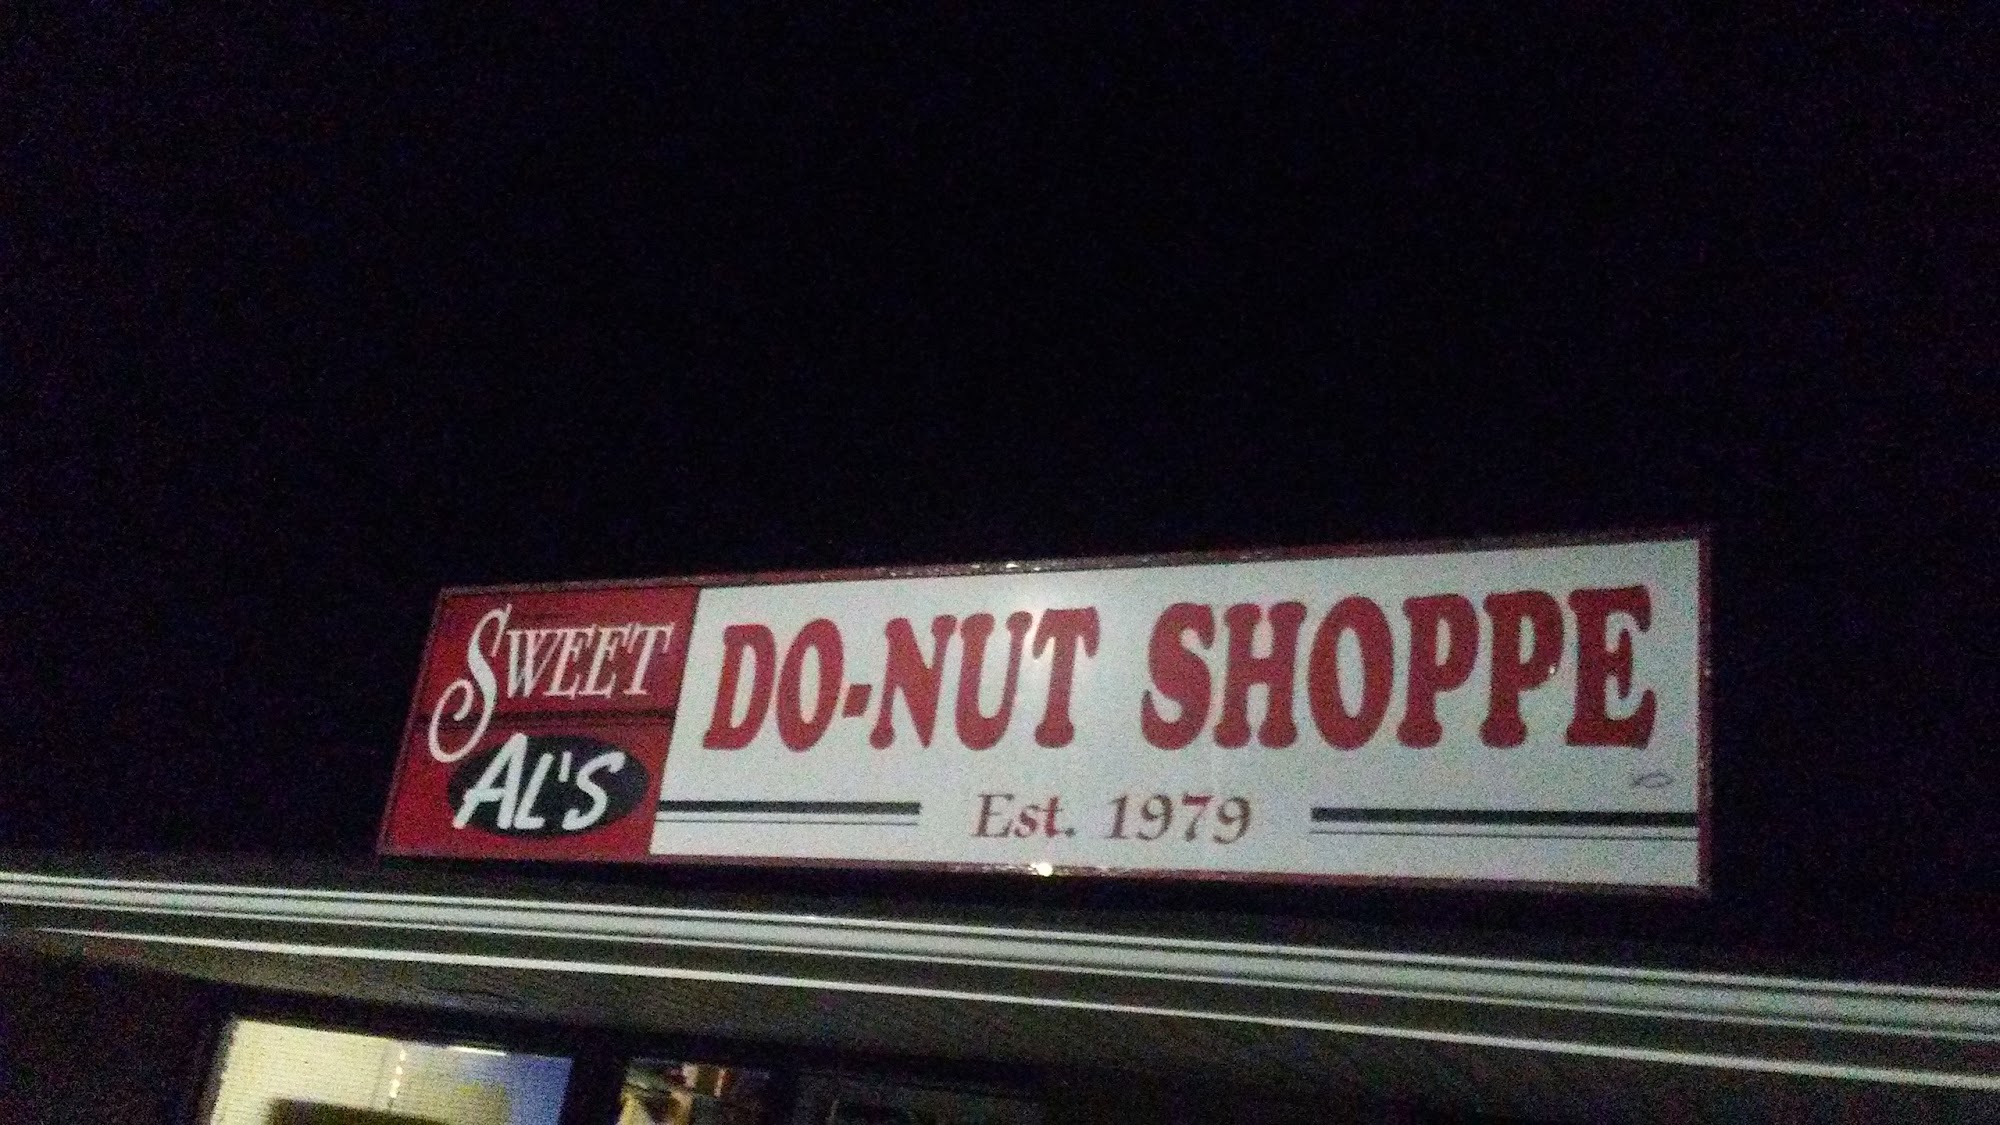 SWEET
AL'S
DO-NUT SHOPPE
Est. 1979